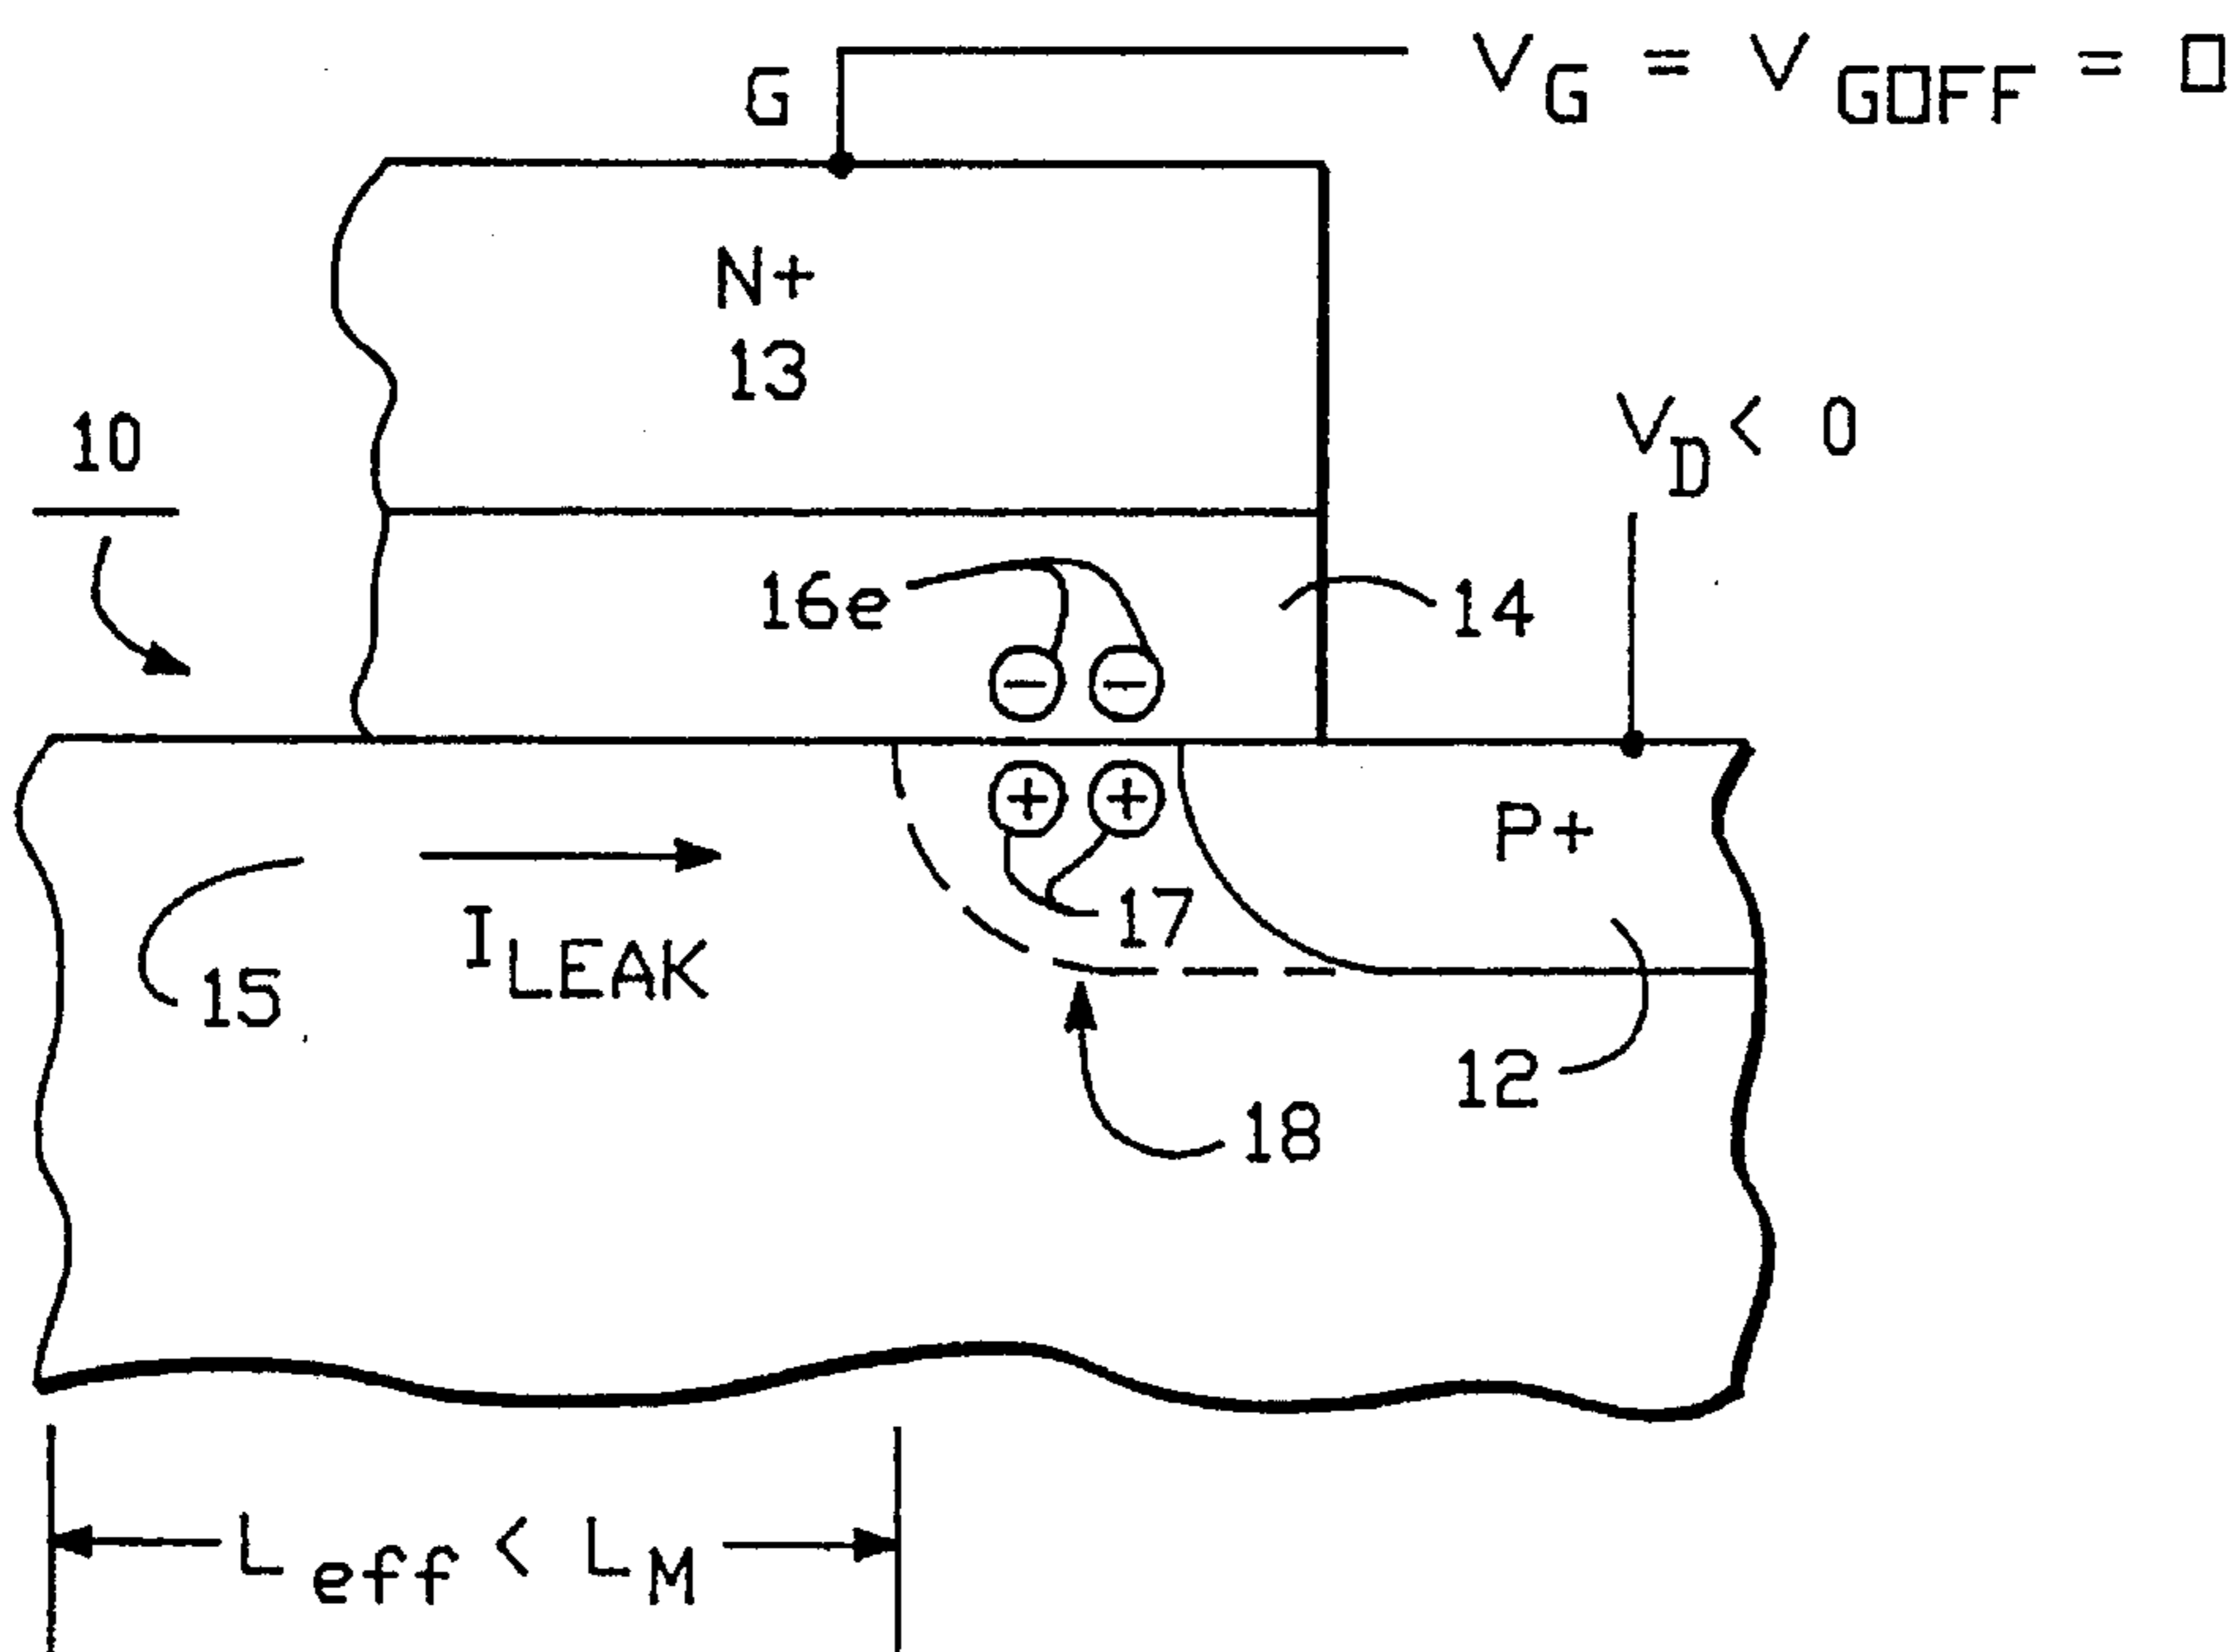 G
V_G = V_GOFF = 0
N+
13
10
V_D < 0
16e
14
P+
17
I_LEAK
15
12
18
L_eff < L_M